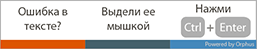 Ошибка в
тексте?
Выдели ее
мышкой
Нажми
Ctrl + Enter
Powered by Orphus